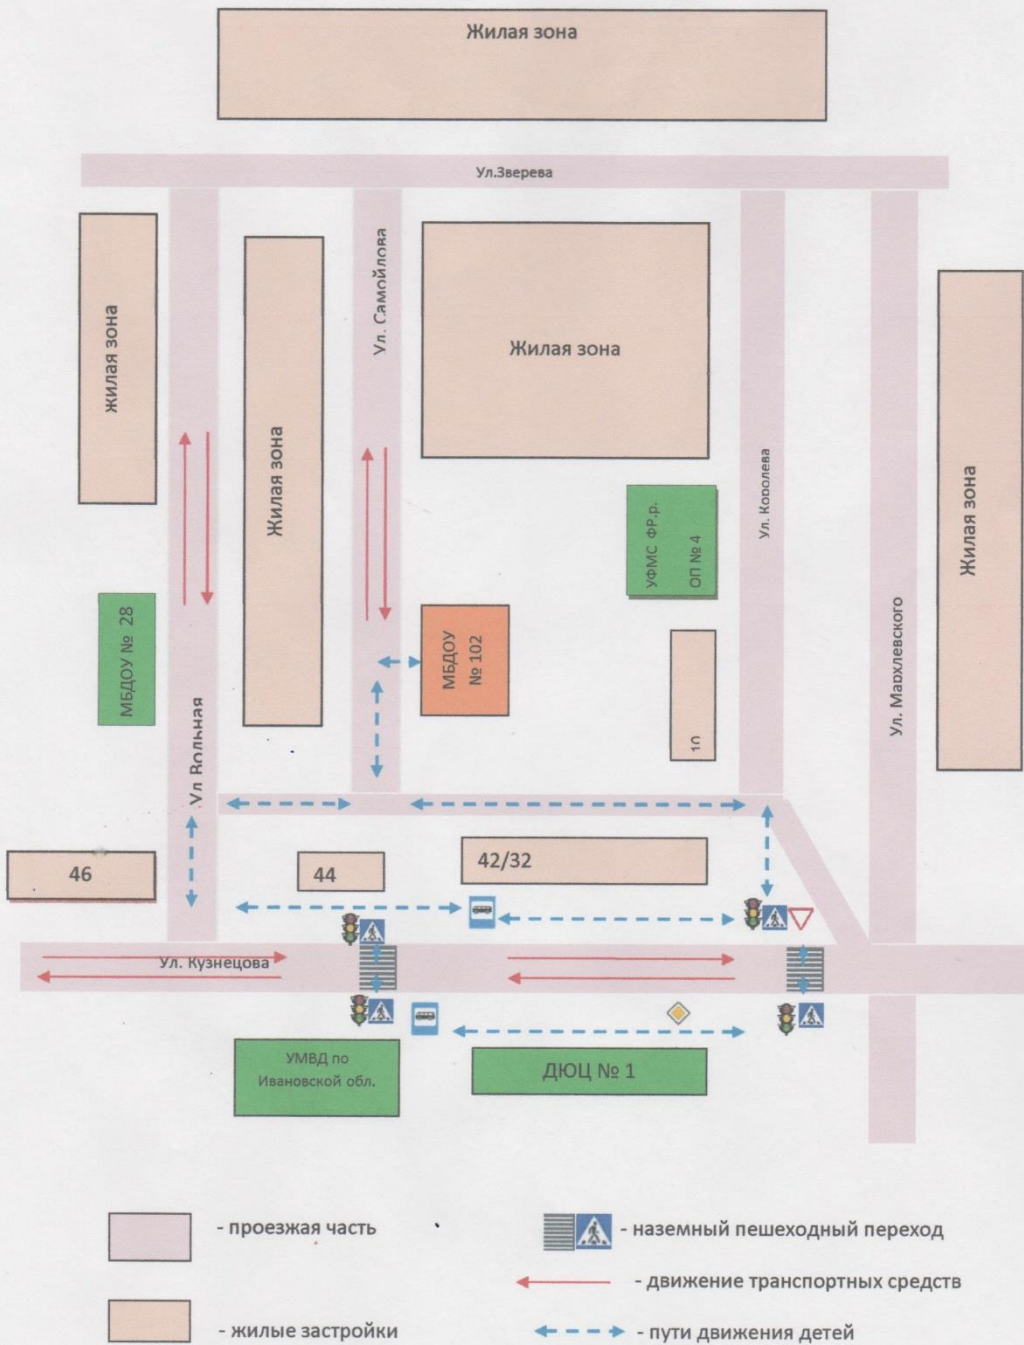 Жилая зона
Ул.Зверева
жилая зона
Жилая зона
Ул. Самойлова
Жилая зона
Ул. Королева
Жилая зона
УФМС ФР.р.
ОП № 4
МБДОУ № 28
МБДОУ
№ 102
10
Ул. Мархлевского
Ул Вольная
46
44
42/32
Ул. Кузнецова
УМВД по
Ивановской обл.
ДЮЦ № 1
- проезжая часть
- наземный пешеходный переход
- движение транспортных средств
- жилые застройки
- пути движения детей